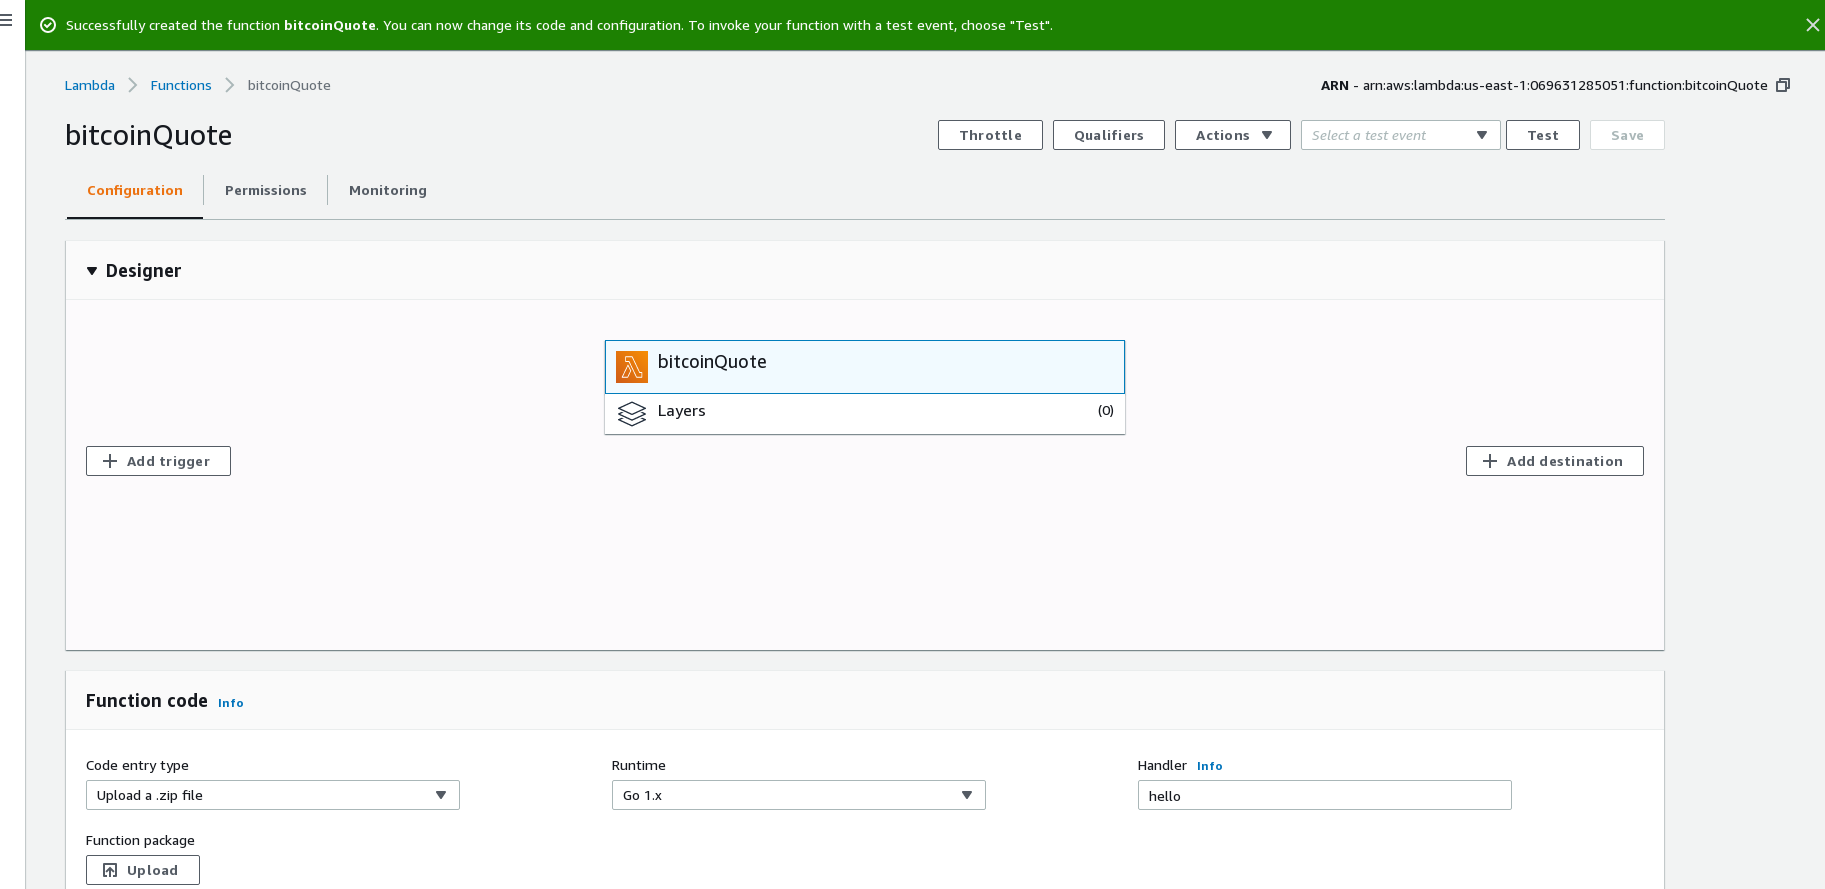 Successfully created the function bitcoinQuote. You can now change its code and configuration. To invoke your function with a test event, choose "Test".
Lambda Functions bitcoinQuote
ARN - arn:aws:lambda:us-east-1:069631285051:function:bitcoinQuote
bitcoinQuote
Throttle Qualifiers Actions Select a test event Test Save
Configuration Permissions Monitoring
Designer
bitcoinQuote
Layers (0)
Add trigger Add destination
Function code Info
Code entry type Runtime Handler Info
Upload a .zip file Go 1.x hello
Function package
Upload